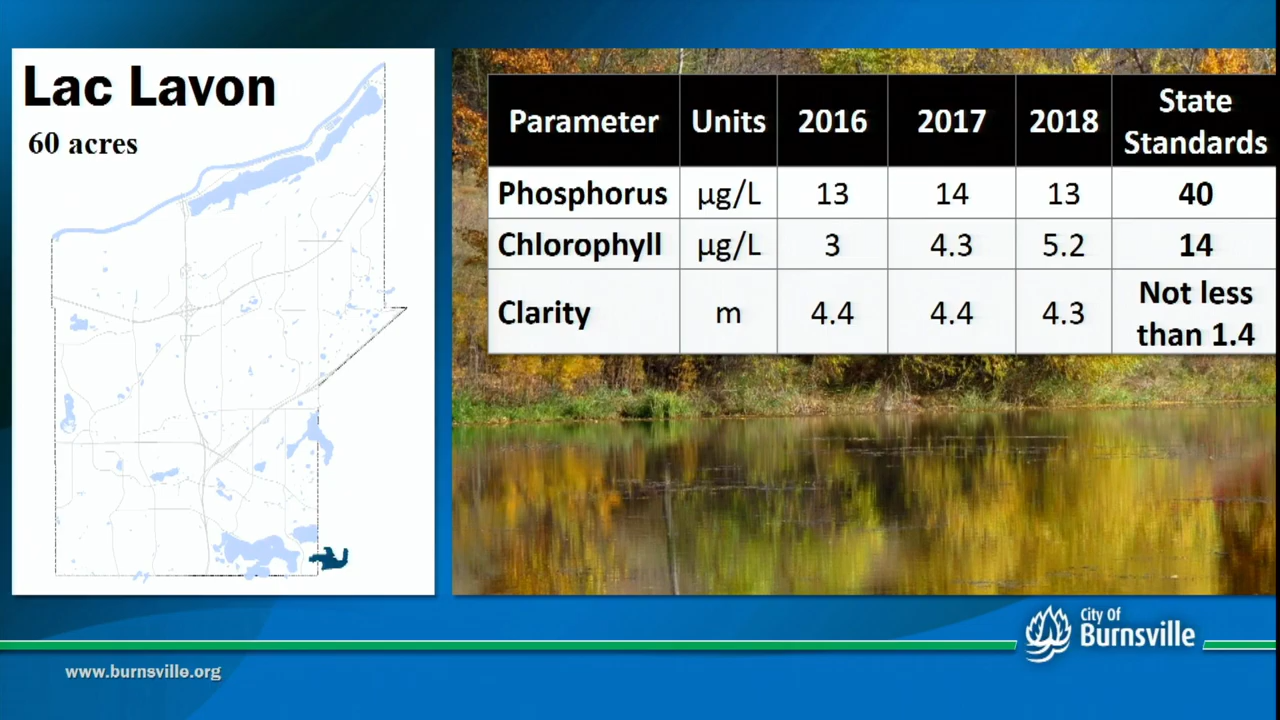 Lac Lavon
60 acres
Parameter Units 2016 2017 2018 State Standards
Phosphorus µg/L 13 14 13 40
Chlorophyll µg/L 3 4.3 5.2 14
Clarity m 4.4 4.4 4.3 Not less than 1.4
City Of
Burnsville
www.burnsville.org